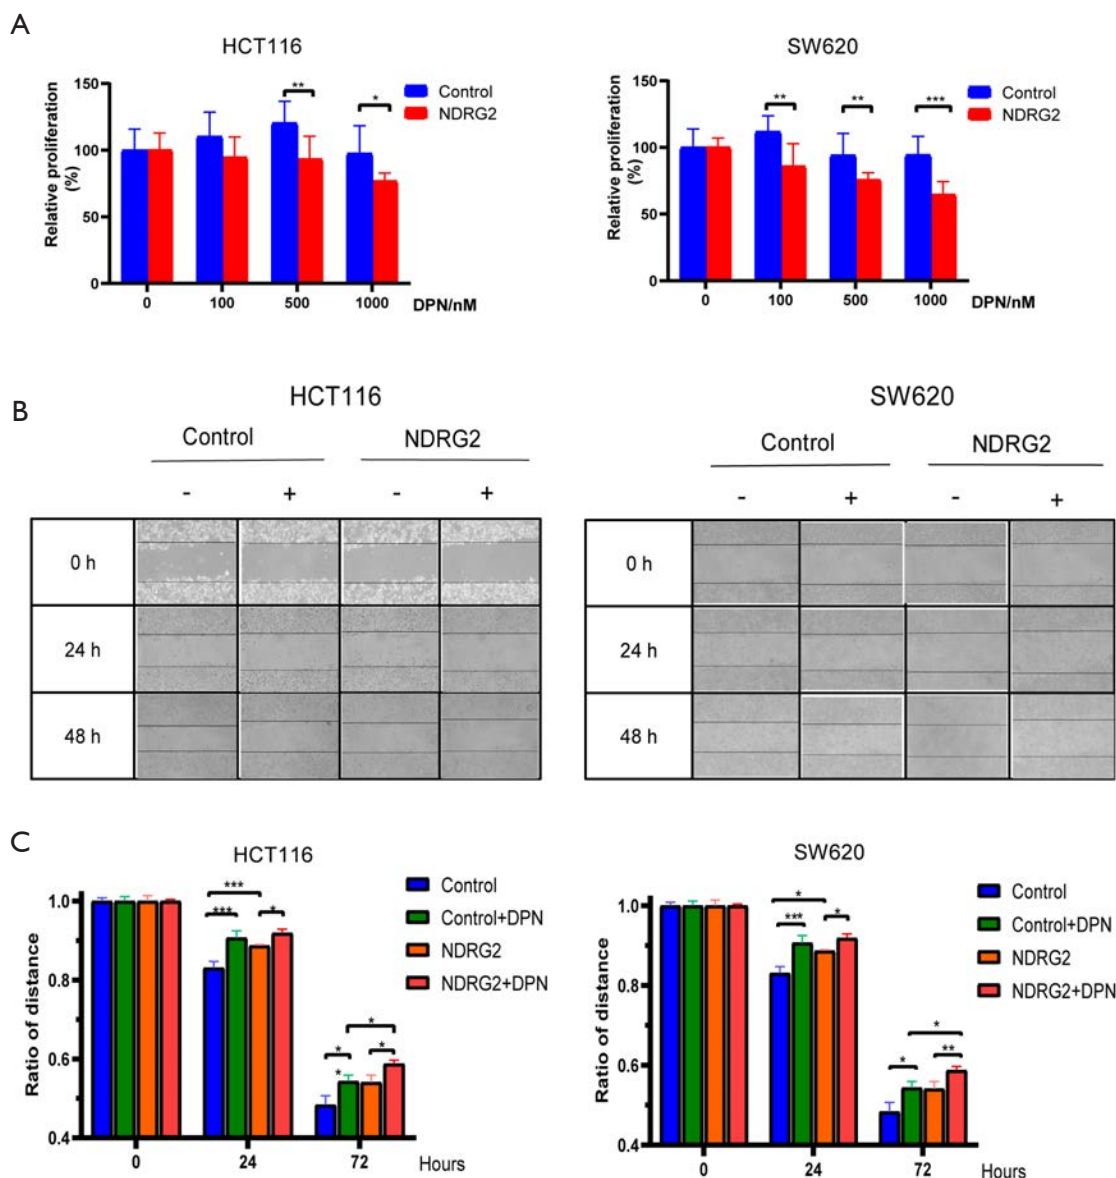 A
HCT116
Relative proliferation
(%)
150
100
50
0
** *
Control
NDRG2
0 100 500 1000 DPN/nM
SW620
Relative proliferation
(%)
150
100
50
0
** ** ***
Control
NDRG2
0 100 500 1000 DPN/nM
B
HCT116
Control NDRG2
- + - +
0 h
24 h
48 h
SW620
Control NDRG2
- + - +
0 h
24 h
48 h
C
HCT116
Ratio of distance
1.0
0.8
0.6
0.4
*** *** *
* * * *
Control
Control+DPN
NDRG2
NDRG2+DPN
0 24 72 Hours
SW620
Ratio of distance
1.0
0.8
0.6
0.4
* *** *
* * **
Control
Control+DPN
NDRG2
NDRG2+DPN
0 24 72 Hours